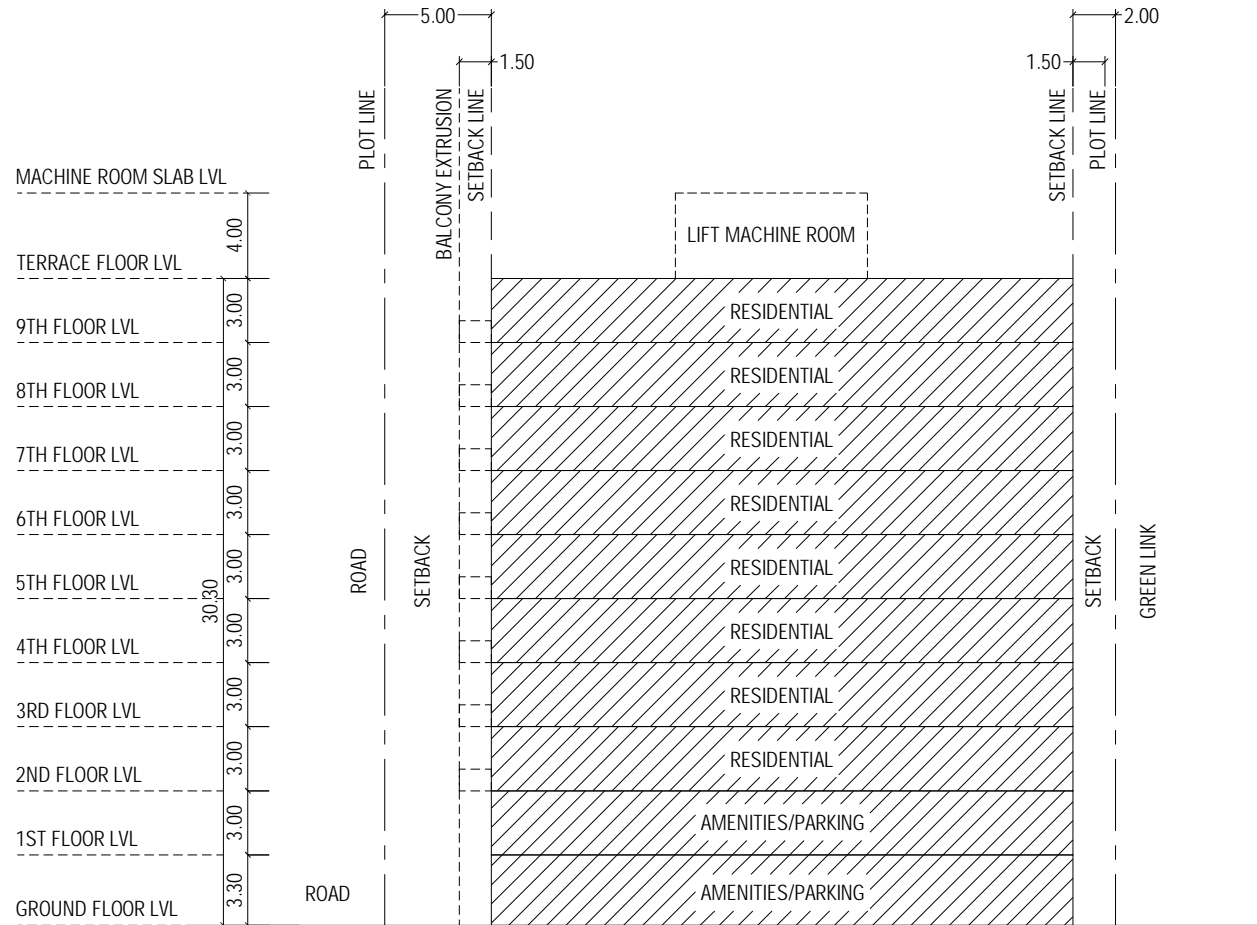 5.00
2.00
1.50
1.50
PLOT LINE
BALCONY EXTRUSION
SETBACK LINE
SETBACK LINE
PLOT LINE
MACHINE ROOM SLAB LVL
4.00
LIFT MACHINE ROOM
TERRACE FLOOR LVL
3.00
RESIDENTIAL
9TH FLOOR LVL
3.00
RESIDENTIAL
8TH FLOOR LVL
3.00
RESIDENTIAL
7TH FLOOR LVL
3.00
RESIDENTIAL
6TH FLOOR LVL
3.00
RESIDENTIAL
5TH FLOOR LVL
30.30
ROAD
SETBACK
SETBACK
GREEN LINK
3.00
RESIDENTIAL
4TH FLOOR LVL
3.00
RESIDENTIAL
3RD FLOOR LVL
3.00
RESIDENTIAL
2ND FLOOR LVL
3.00
AMENITIES/PARKING
1ST FLOOR LVL
3.30
ROAD
AMENITIES/PARKING
GROUND FLOOR LVL